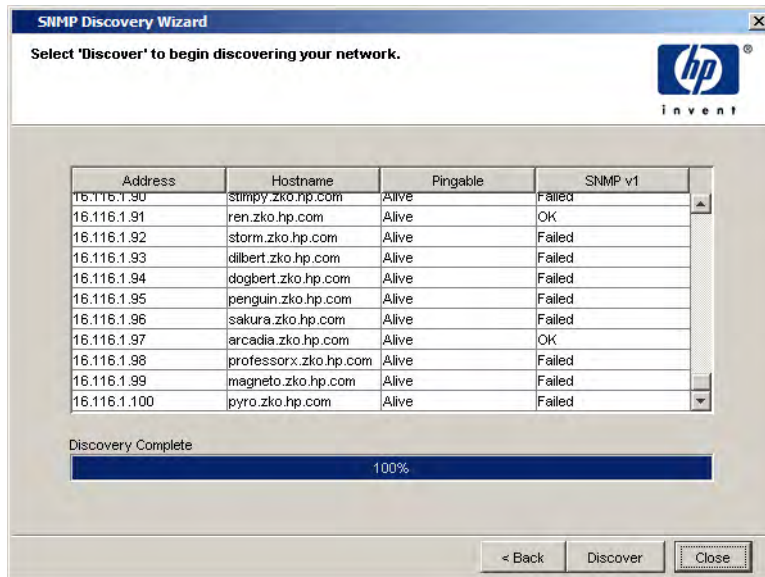 SNMP Discovery Wizard
Select 'Discover' to begin discovering your network.
hp
®
invent
Address Hostname Pingable SNMP v1
16.116.1.90 stimpy.zko.hp.com Alive Failed
16.116.1.91 ren.zko.hp.com Alive OK
16.116.1.92 storm.zko.hp.com Alive Failed
16.116.1.93 dilbert.zko.hp.com Alive Failed
16.116.1.94 dogbert.zko.hp.com Alive Failed
16.116.1.95 penguin.zko.hp.com Alive Failed
16.116.1.96 sakura.zko.hp.com Alive Failed
16.116.1.97 arcadia.zko.hp.com Alive OK
16.116.1.98 professorx.zko.hp.com Alive Failed
16.116.1.99 magneto.zko.hp.com Alive Failed
16.116.1.100 pyro.zko.hp.com Alive Failed
Discovery Complete
100%
< Back Discover Close